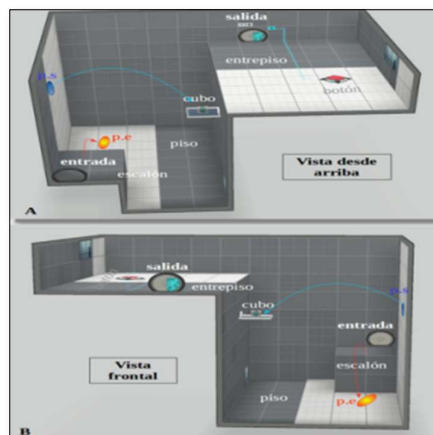 salida
entrepiso
p.s
botón
cubo
p.e
piso
entrada
escalón
Vista desde
arriba
A
salida
entrepiso
p.s
cubo
entrada
escalón
Vista
frontal
piso
p.e
B